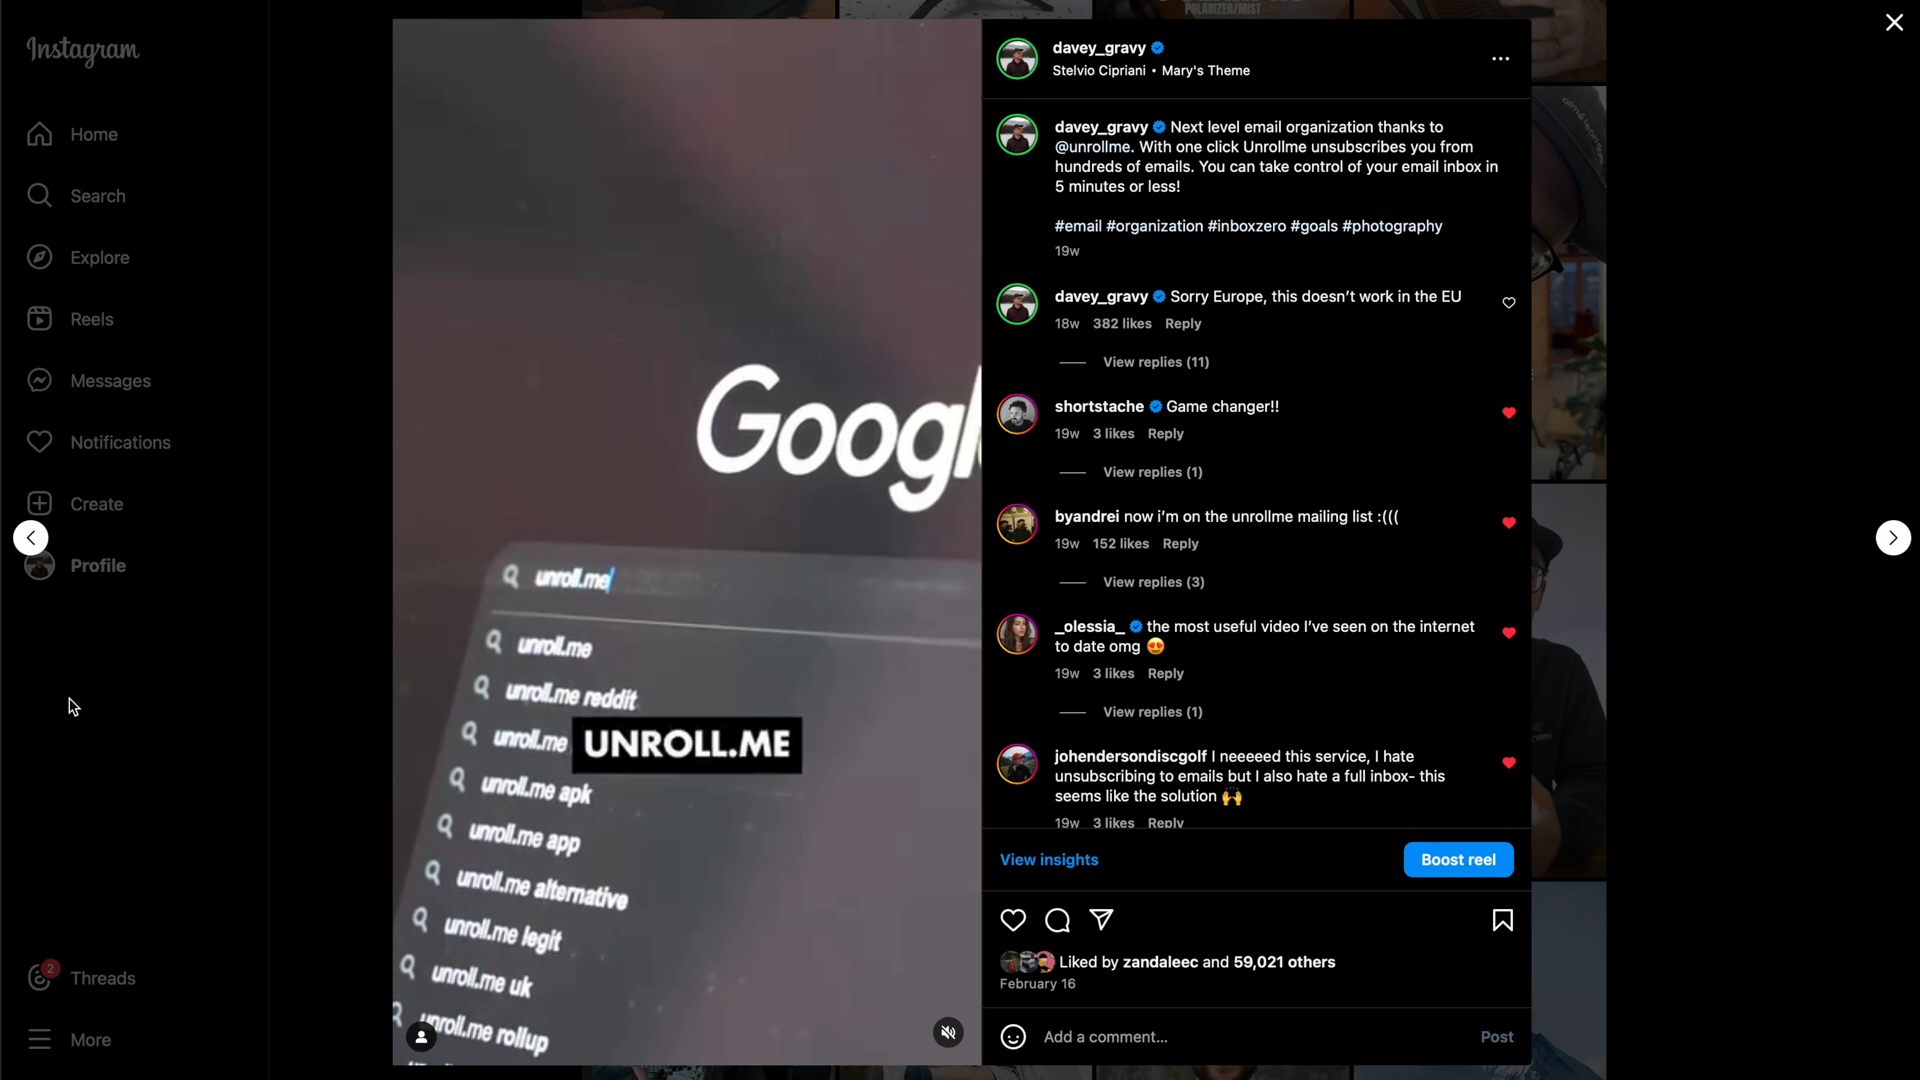 Instagram
Home
Search
Explore
Reels
Messages
Notifications
Create
Profile
2
Threads
More
POLARIZER/MIST
Google
unroll.me
unroll.me
unroll.me reddit
unroll.me
UNROLL.ME
unroll.me apk
unroll.me app
unroll.me alternative
unroll.me legit
unroll.me uk
unroll.me rollup
davey_gravy
Stelvio Cipriani • Mary's Theme
davey_gravy Next level email organization thanks to
@unrollme. With one click Unrollme unsubscribes you from
hundreds of emails. You can take control of your email inbox in
5 minutes or less!
#email #organization #inboxzero #goals #photography
19w
davey_gravy Sorry Europe, this doesn’t work in the EU
18w 382 likes Reply
View replies (11)
shortstache Game changer!!
19w 3 likes Reply
View replies (1)
byandrei now i’m on the unrollme mailing list :(((
19w 152 likes Reply
View replies (3)
_olessia_ the most useful video I’ve seen on the internet
to date omg 😍
19w 3 likes Reply
View replies (1)
johendersondiscgolf I neeeeed this service, I hate
unsubscribing to emails but I also hate a full inbox- this
seems like the solution 🙌
19w 3 likes Reply
View insights
Boost reel
Liked by zandaleec and 59,021 others
February 16
Add a comment...
Post